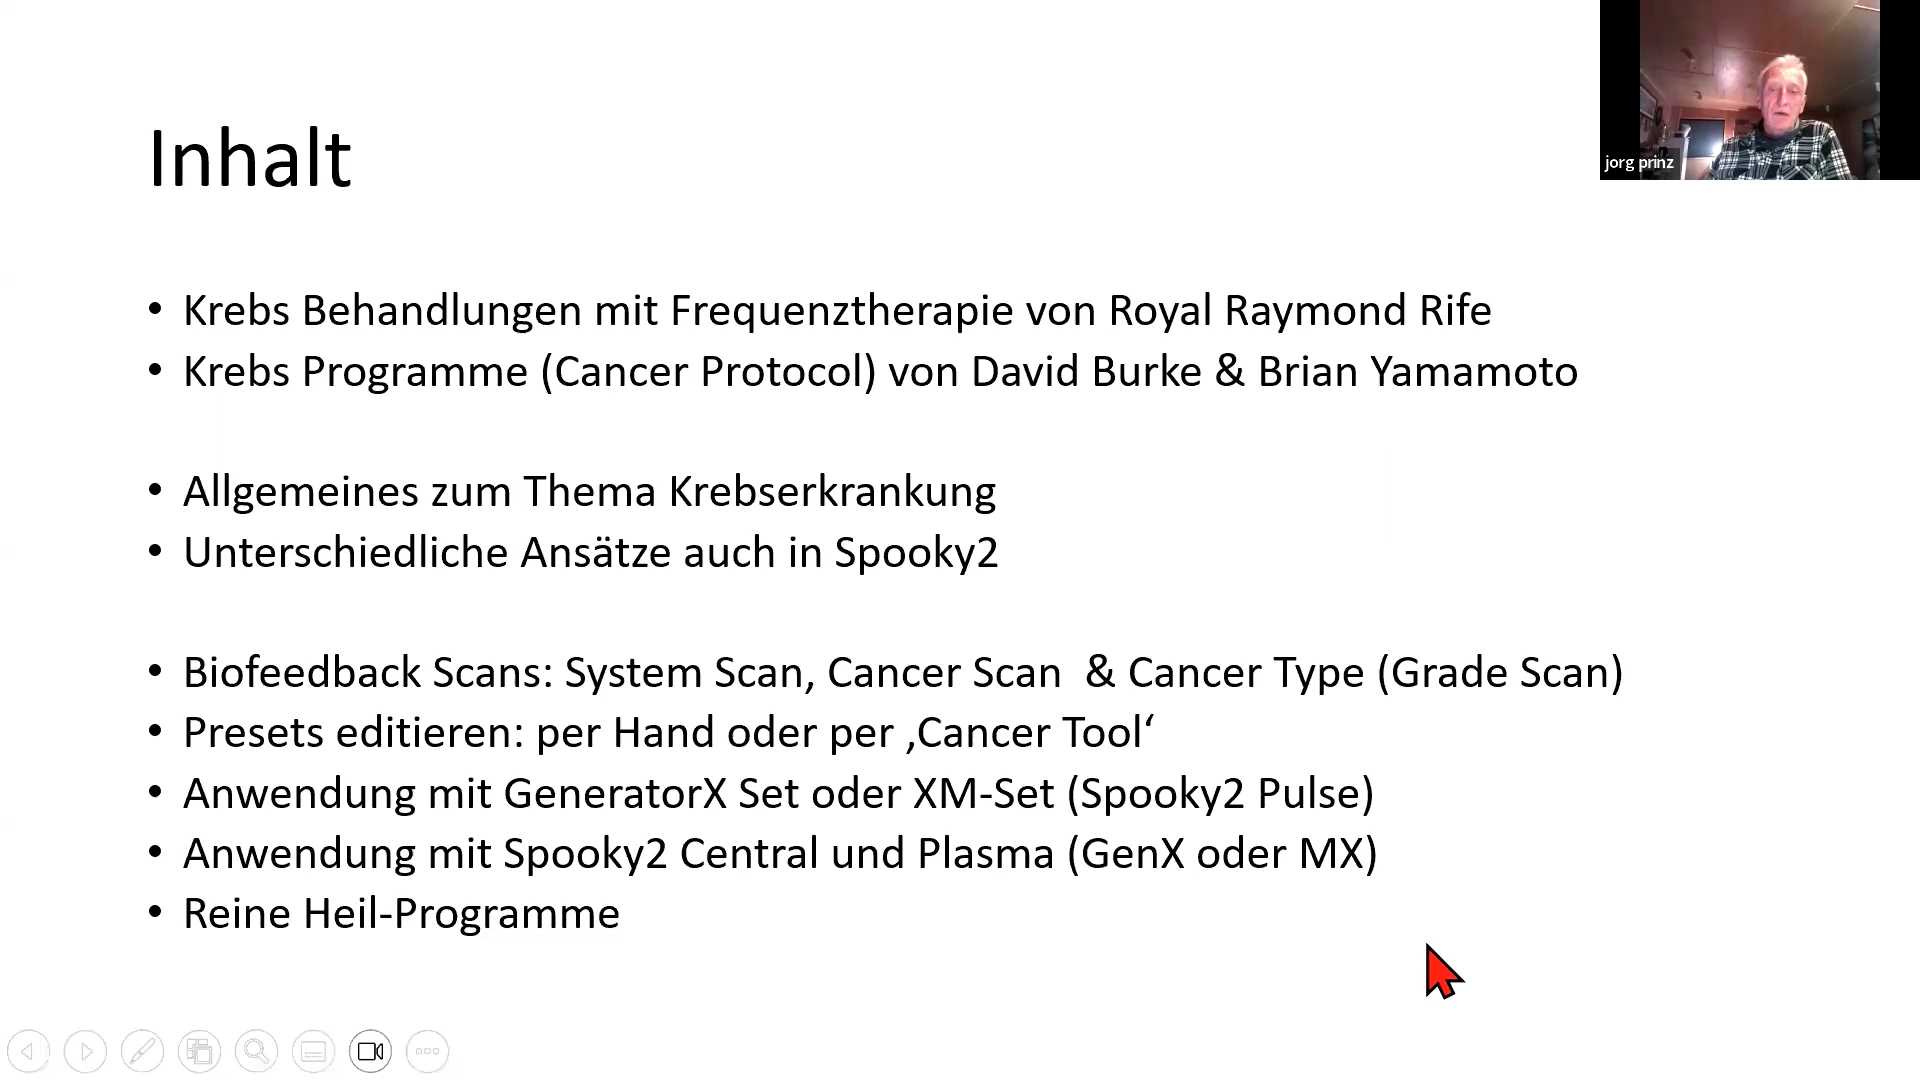 Inhalt
jorg prinz
• Krebs Behandlungen mit Frequenztherapie von Royal Raymond Rife
• Krebs Programme (Cancer Protocol) von David Burke & Brian Yamamoto
• Allgemeines zum Thema Krebserkrankung
• Unterschiedliche Ansätze auch in Spooky2
• Biofeedback Scans: System Scan, Cancer Scan  & Cancer Type (Grade Scan)
• Presets editieren: per Hand oder per ‚Cancer Tool‘
• Anwendung mit GeneratorX Set oder XM-Set (Spooky2 Pulse)
• Anwendung mit Spooky2 Central und Plasma (GenX oder MX)
• Reine Heil-Programme